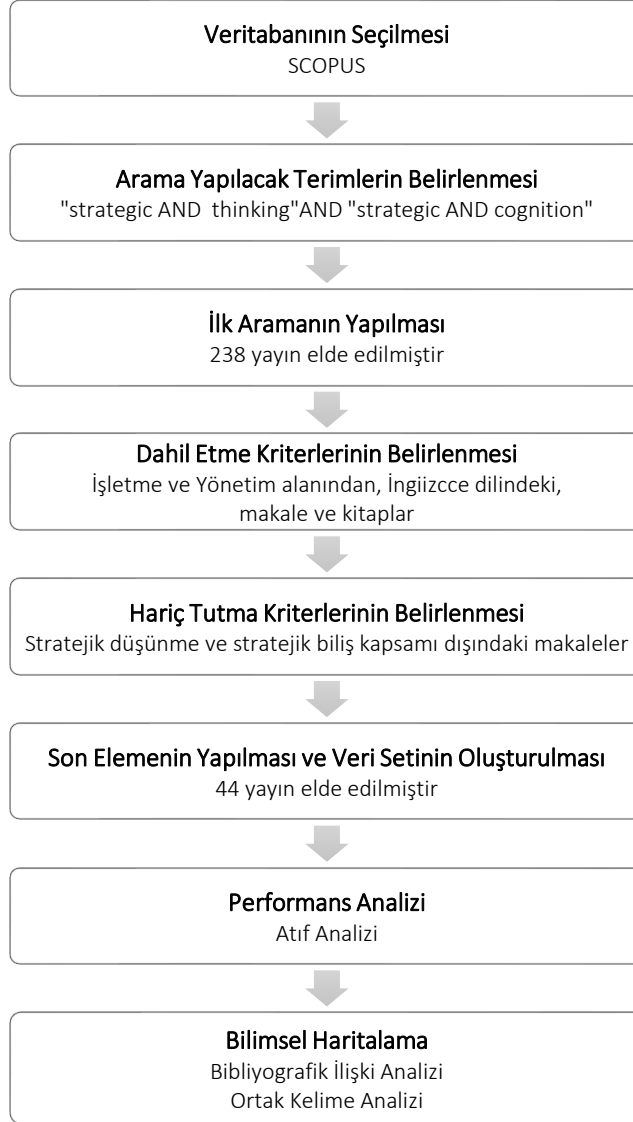 Veritabanının Seçilmesi
SCOPUS
Arama Yapılacak Terimlerin Belirlenmesi
"strategic AND thinking"AND "strategic AND cognition"
İlk Aramanın Yapılması
238 yayın elde edilmiştir
Dahil Etme Kriterlerinin Belirlenmesi
İşletme ve Yönetim alanından, İngiizcce dilindeki,
makale ve kitaplar
Hariç Tutma Kriterlerinin Belirlenmesi
Stratejik düşünme ve stratejik biliş kapsamı dışındaki makaleler
Son Elemenin Yapılması ve Veri Setinin Oluşturulması
44 yayın elde edilmiştir
Performans Analizi
Atıf Analizi
Bilimsel Haritalama
Bibliyografik İlişki Analizi
Ortak Kelime Analizi